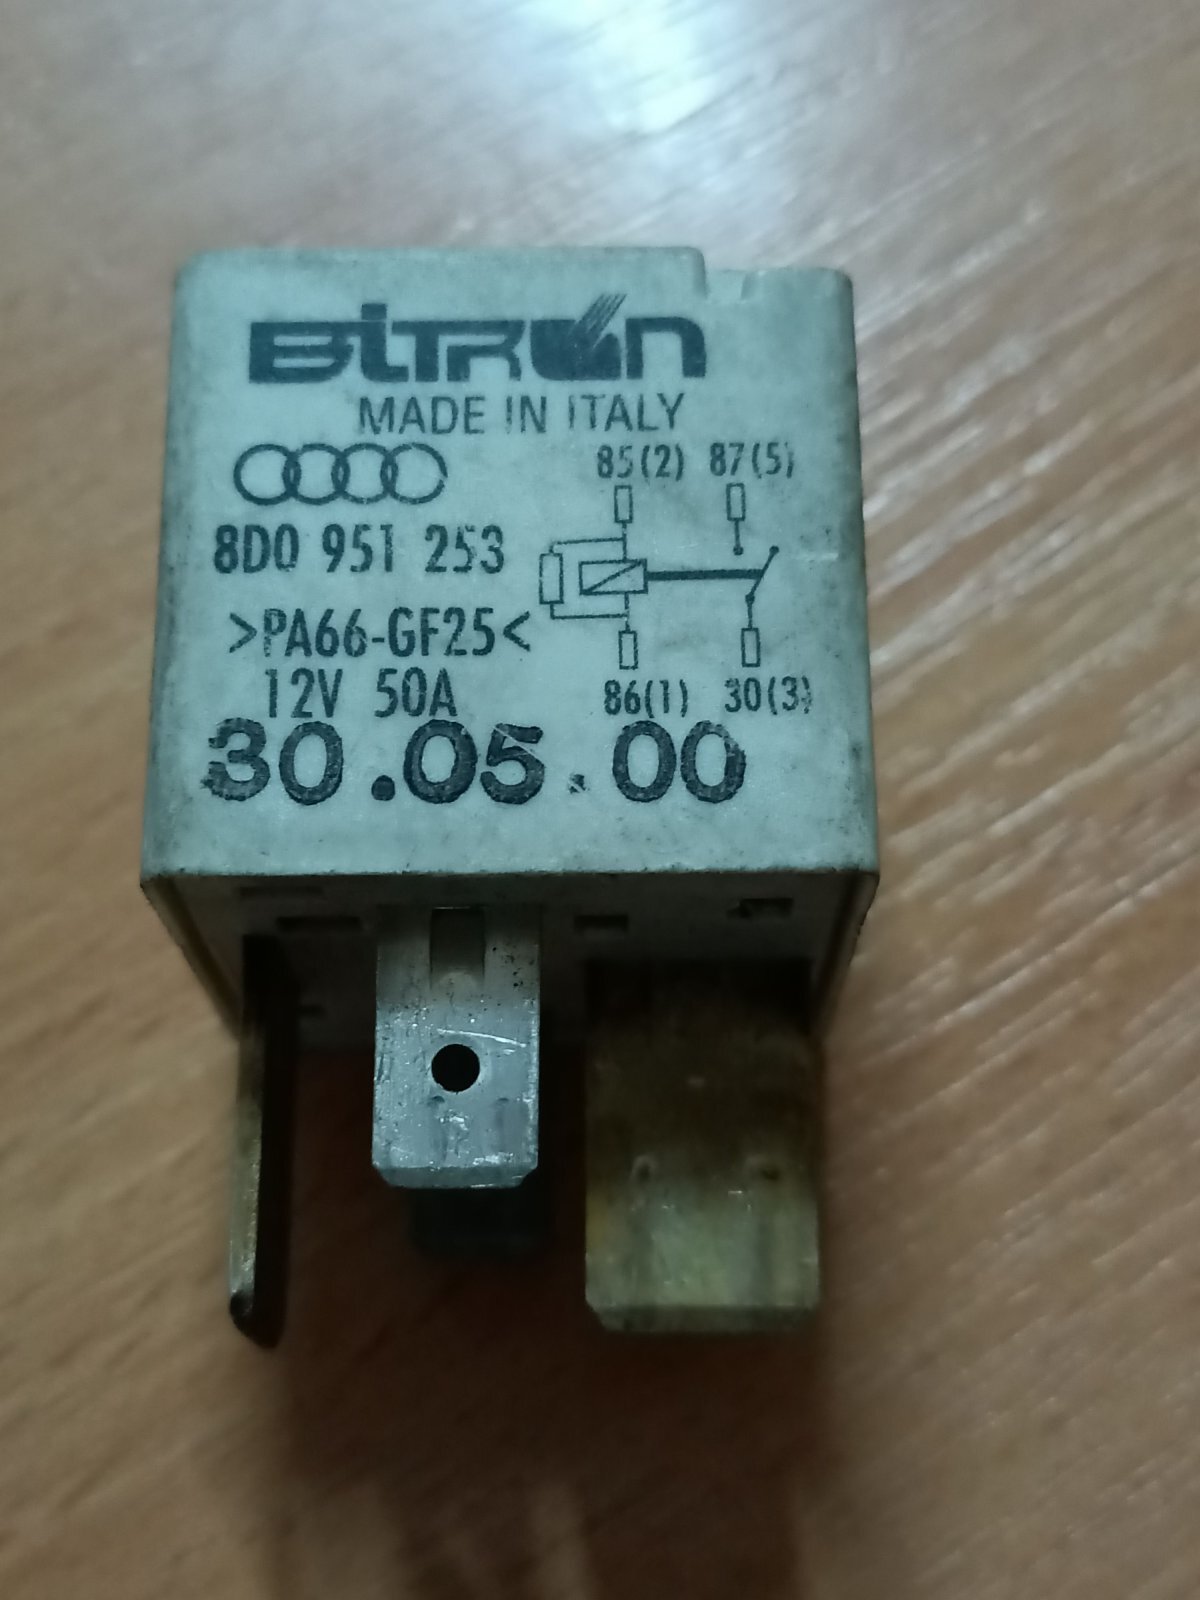 BiTRON
MADE IN ITALY
85(2) 87(5)
8D0 951 253
>PA66-GF25<
12V 50A
86(1) 30(3)
30.05.00